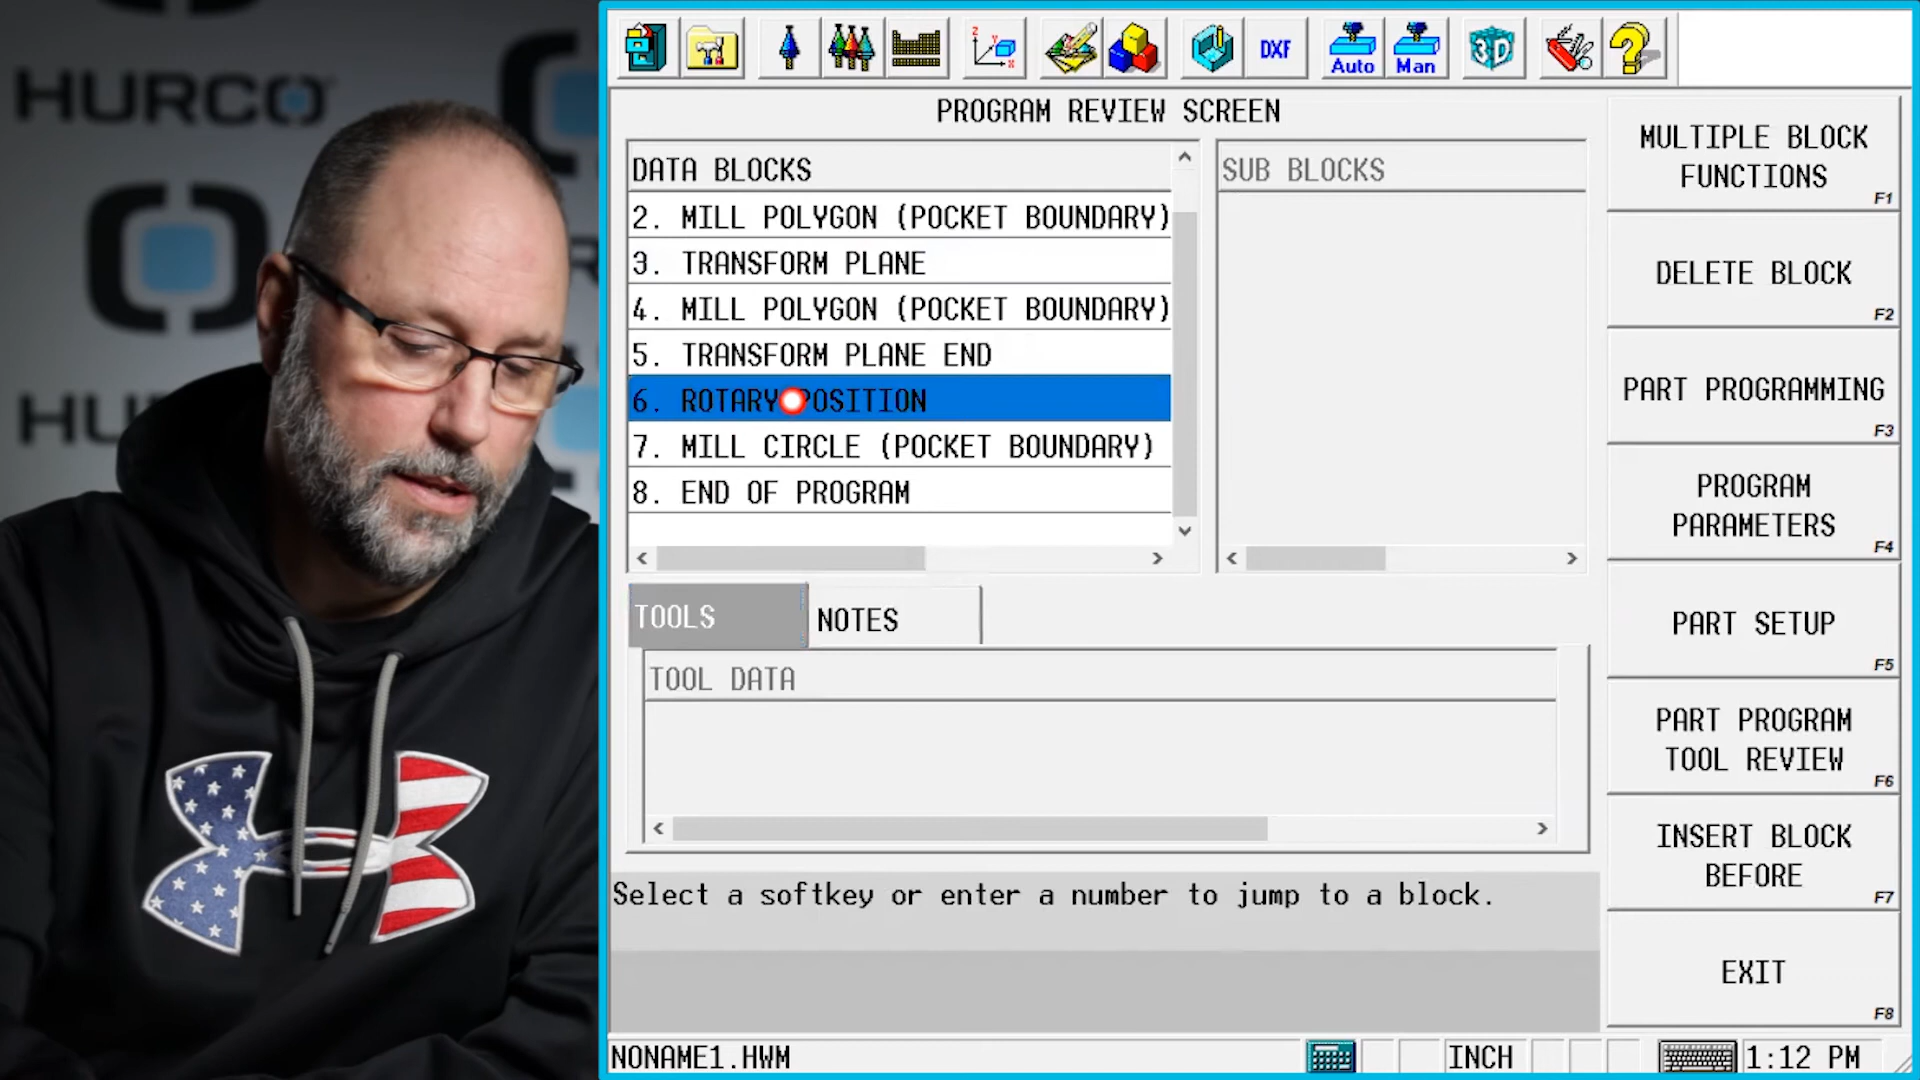 HURCO
DXF
Auto
Man
3D
PROGRAM REVIEW SCREEN
DATA BLOCKS
2. MILL POLYGON (POCKET BOUNDARY)
3. TRANSFORM PLANE
4. MILL POLYGON (POCKET BOUNDARY)
5. TRANSFORM PLANE END
6. ROTARY POSITION
7. MILL CIRCLE (POCKET BOUNDARY)
8. END OF PROGRAM
SUB BLOCKS
TOOLS
NOTES
TOOL DATA
Select a softkey or enter a number to jump to a block.
MULTIPLE BLOCK
FUNCTIONS
F1
DELETE BLOCK
F2
PART PROGRAMMING
F3
PROGRAM
PARAMETERS
F4
PART SETUP
F5
PART PROGRAM
TOOL REVIEW
F6
INSERT BLOCK
BEFORE
F7
EXIT
F8
NONAME1.HWM
INCH
1:12 PM